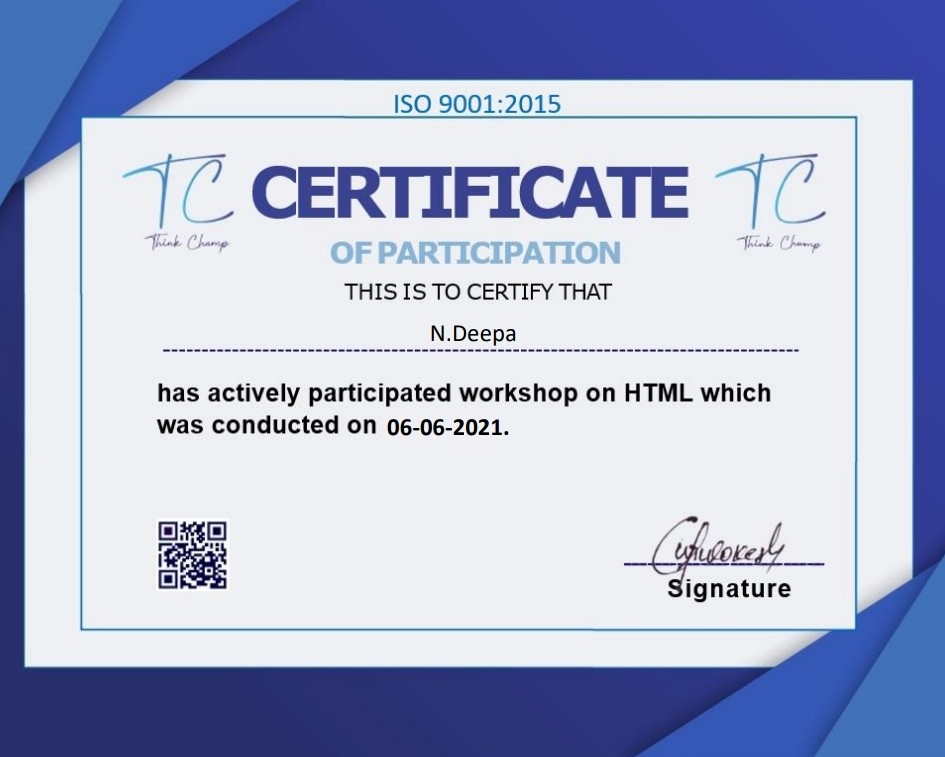 ISO 9001:2015
TC CERTIFICATE TC
Think Champ Think Champ
OF PARTICIPATION
THIS IS TO CERTIFY THAT
N.Deepa
has actively participated workshop on HTML which
was conducted on 06-06-2021.
Signature